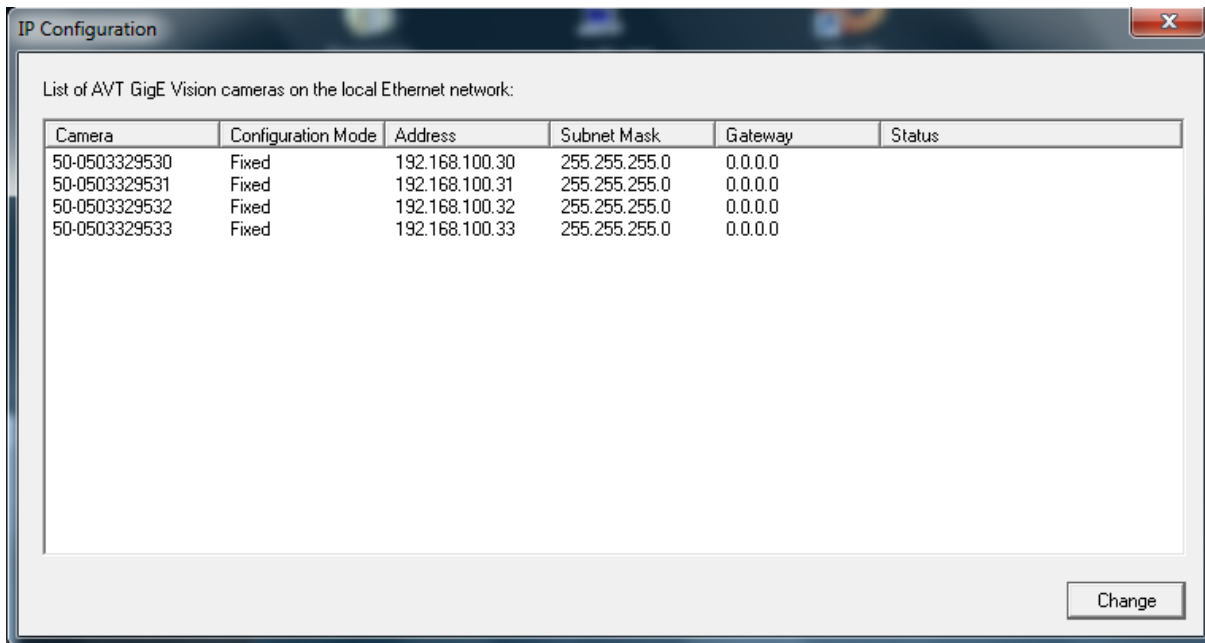 IP Configuration
x
List of AVT GigE Vision cameras on the local Ethernet network:
Camera Configuration Mode Address Subnet Mask Gateway Status
50-0503329530 Fixed 192.168.100.30 255.255.255.0 0.0.0.0
50-0503329531 Fixed 192.168.100.31 255.255.255.0 0.0.0.0
50-0503329532 Fixed 192.168.100.32 255.255.255.0 0.0.0.0
50-0503329533 Fixed 192.168.100.33 255.255.255.0 0.0.0.0
Change